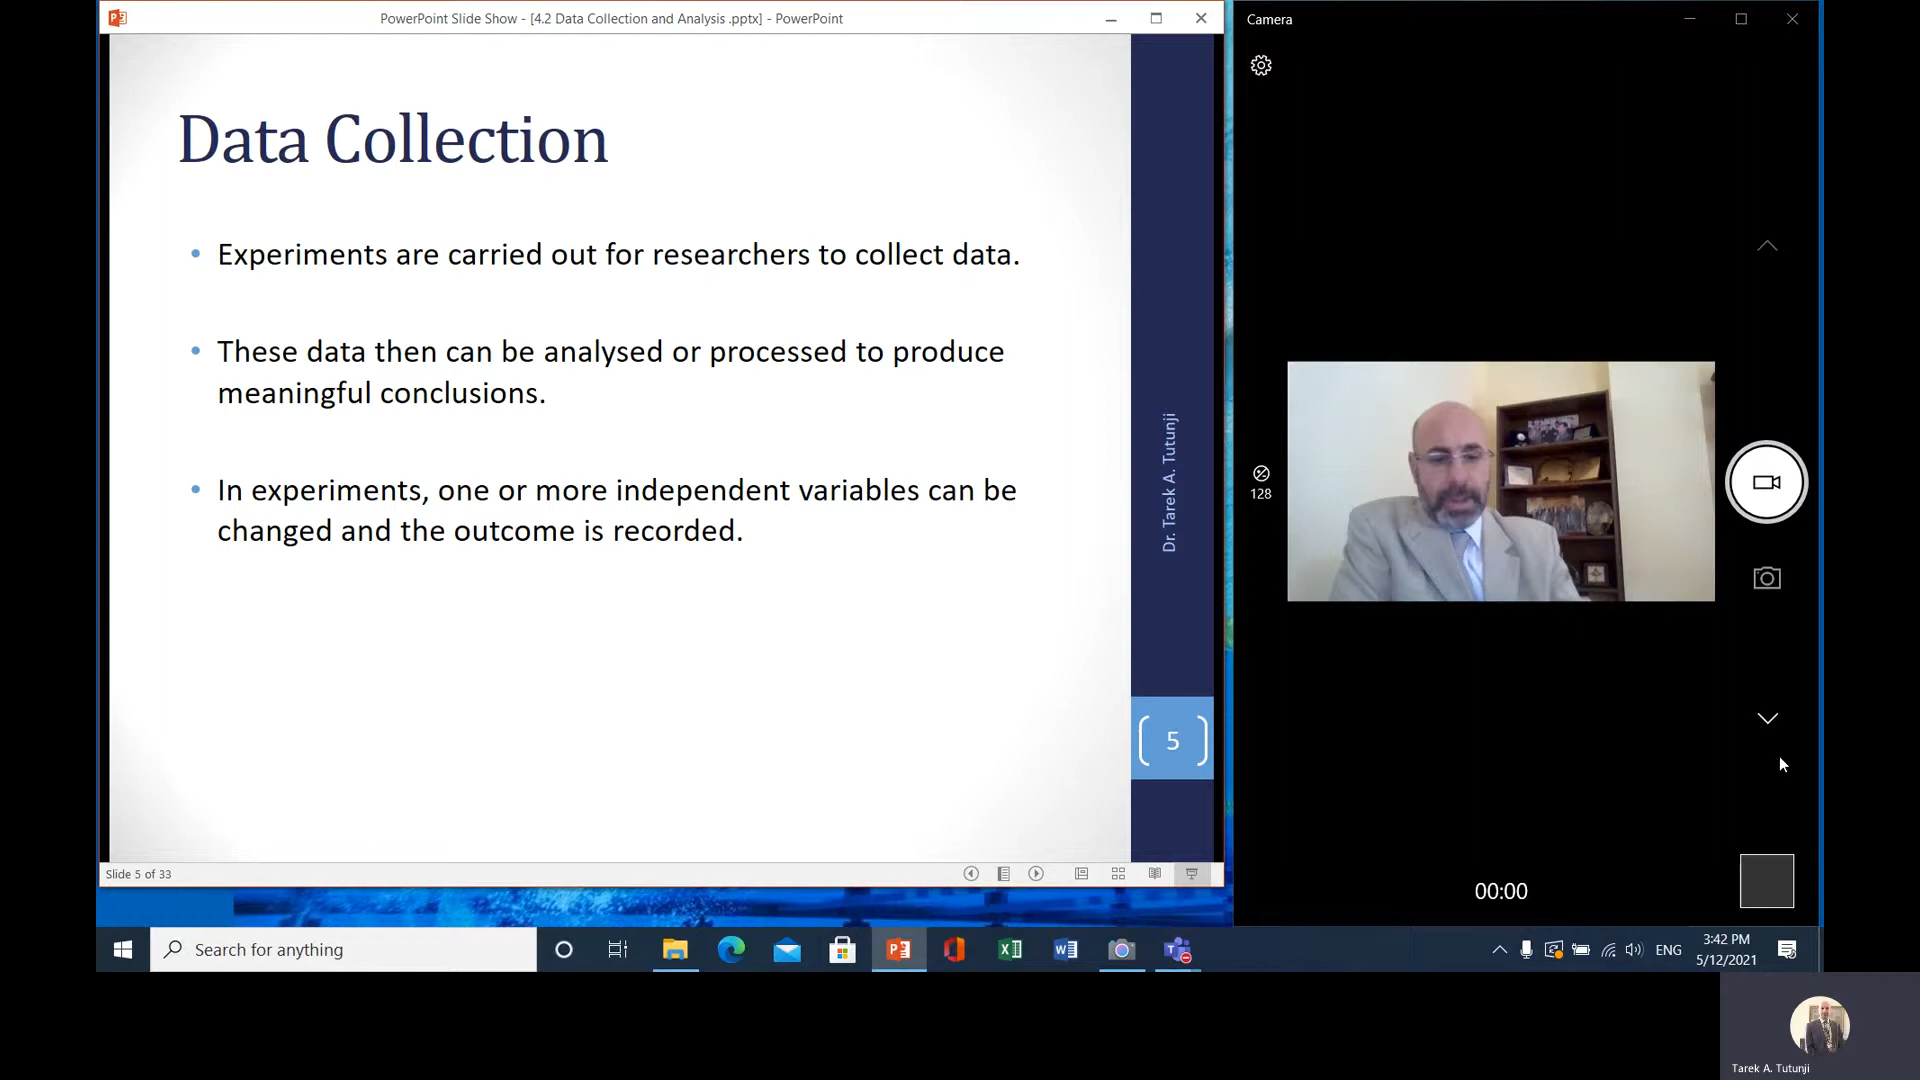 PowerPoint Slide Show - [4.2 Data Collection and Analysis .pptx] - PowerPoint
Data Collection
• Experiments are carried out for researchers to collect data.
• These data then can be analysed or processed to produce
meaningful conclusions.
• In experiments, one or more independent variables can be
changed and the outcome is recorded.
Dr. Tarek A. Tutunji
5
Slide 5 of 33
Camera
128
00:00
Search for anything
ENG
3:42 PM
5/12/2021
Tarek A. Tutunji